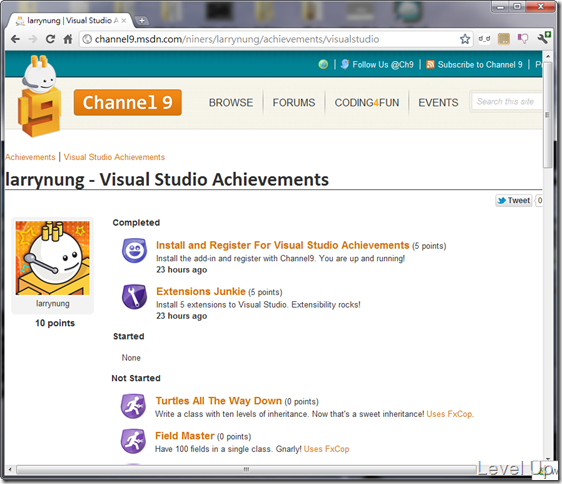 larrynung | Visual Studio A
channel9.msdn.com/niners/larrynung/achievements/visualstudio
Follow Us @Ch9 | Subscribe to Channel 9
9
Channel 9
BROWSE FORUMS CODING4FUN EVENTS
Search this site
Achievements | Visual Studio Achievements
larrynung - Visual Studio Achievements
Tweet 0
larrynung
10 points
Completed
Install and Register For Visual Studio Achievements (5 points)
Install the add-in and register with Channel9. You are up and running!
23 hours ago
Extensions Junkie (5 points)
Install 5 extensions to Visual Studio. Extensibility rocks!
23 hours ago
Started
None
Not Started
Turtles All The Way Down (0 points)
Write a class with ten levels of inheritance. Now that's a sweet inheritance! Uses FxCop.
Field Master (0 points)
Have 100 fields in a single class. Gnarly! Uses FxCop
Level Up